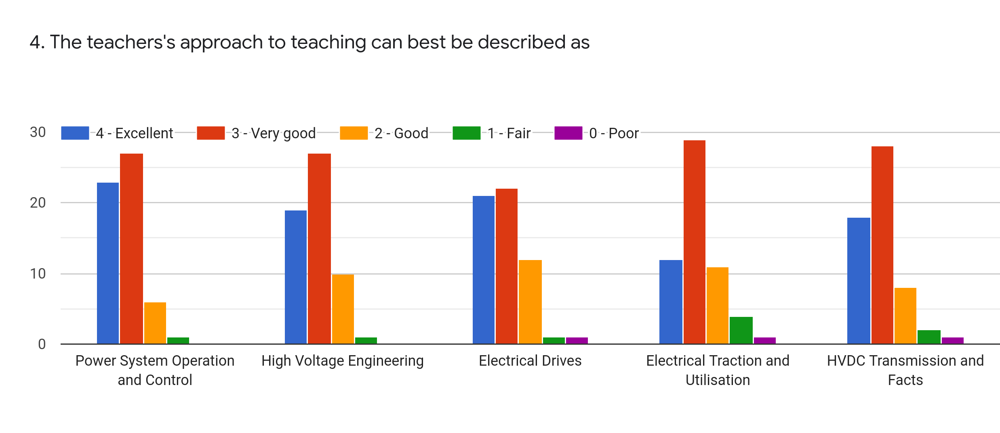 4. The teachers's approach to teaching can best be described as
30
4 - Excellent
3 - Very good
2 - Good
1 - Fair
0 - Poor
20
10
0
Power System Operation
and Control
High Voltage Engineering
Electrical Drives
Electrical Traction and
Utilisation
HVDC Transmission and
Facts